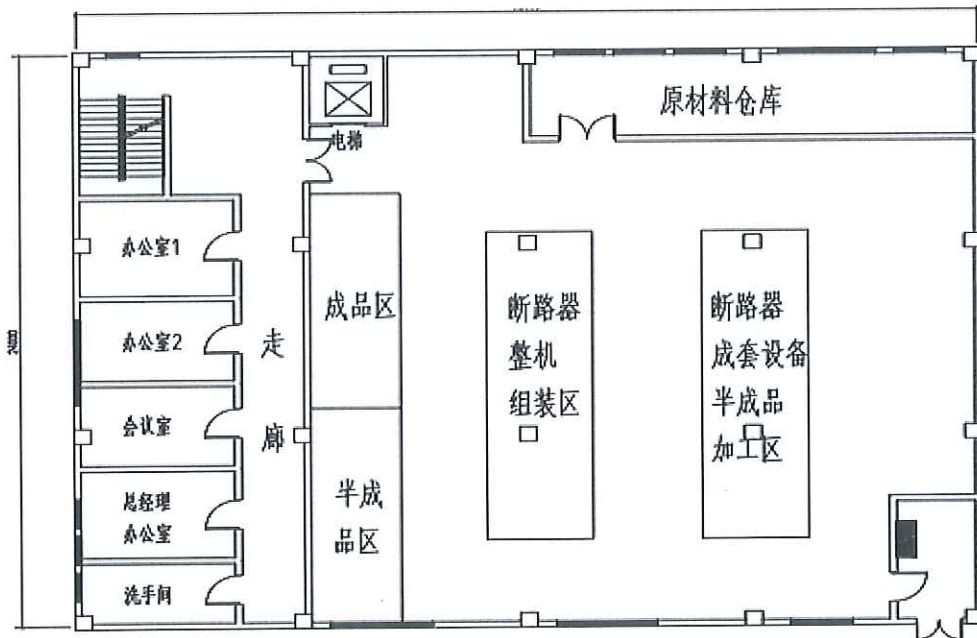 原材料仓库
电梯
办公室1
成品区
断路器
整机
组装区
断路器
成套设备
半成品
加工区
办公室2
走
廊
会议室
半成
品区
总经理
办公室
洗手间